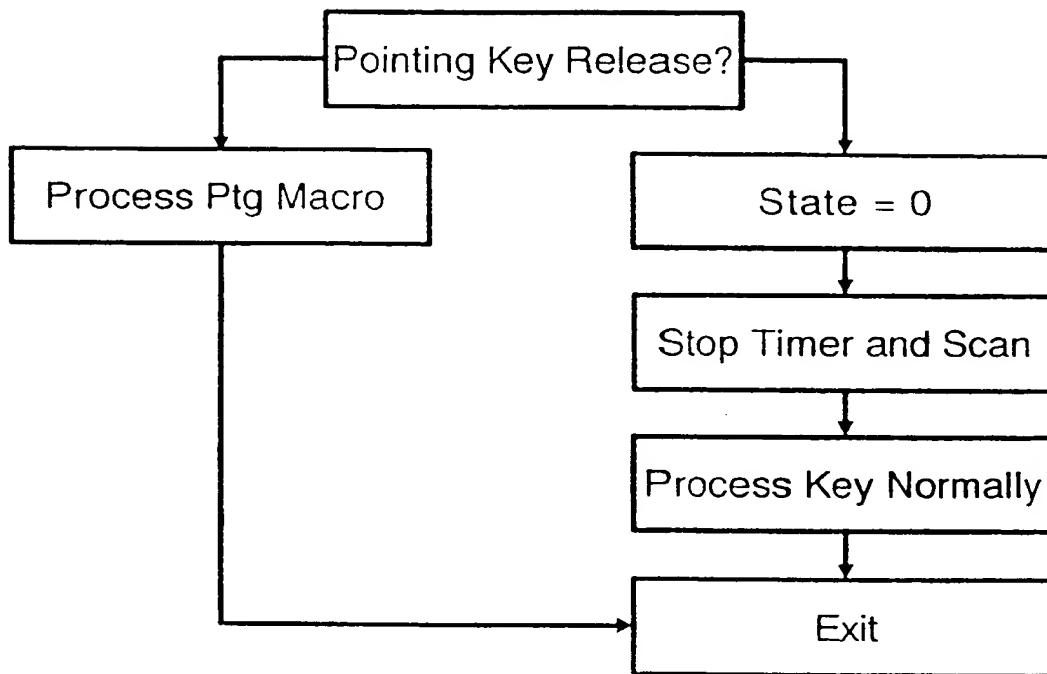 Pointing Key Release?
Process Ptg Macro
State = 0
Stop Timer and Scan
Process Key Normally
Exit